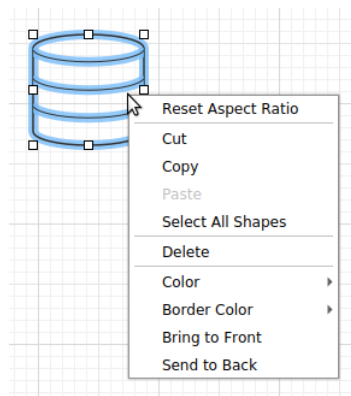 Reset Aspect Ratio
Cut
Copy
Paste
Select All Shapes
Delete
Color
Border Color
Bring to Front
Send to Back